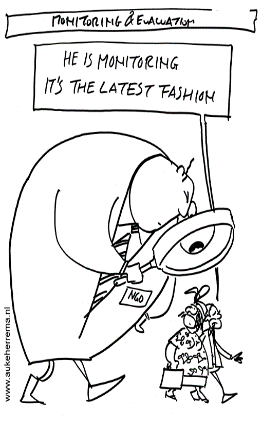 MONITORING & EVALUATION
HE IS MONITORING
IT'S THE LATEST FASHION
NGO
www.aukeherrema.nl